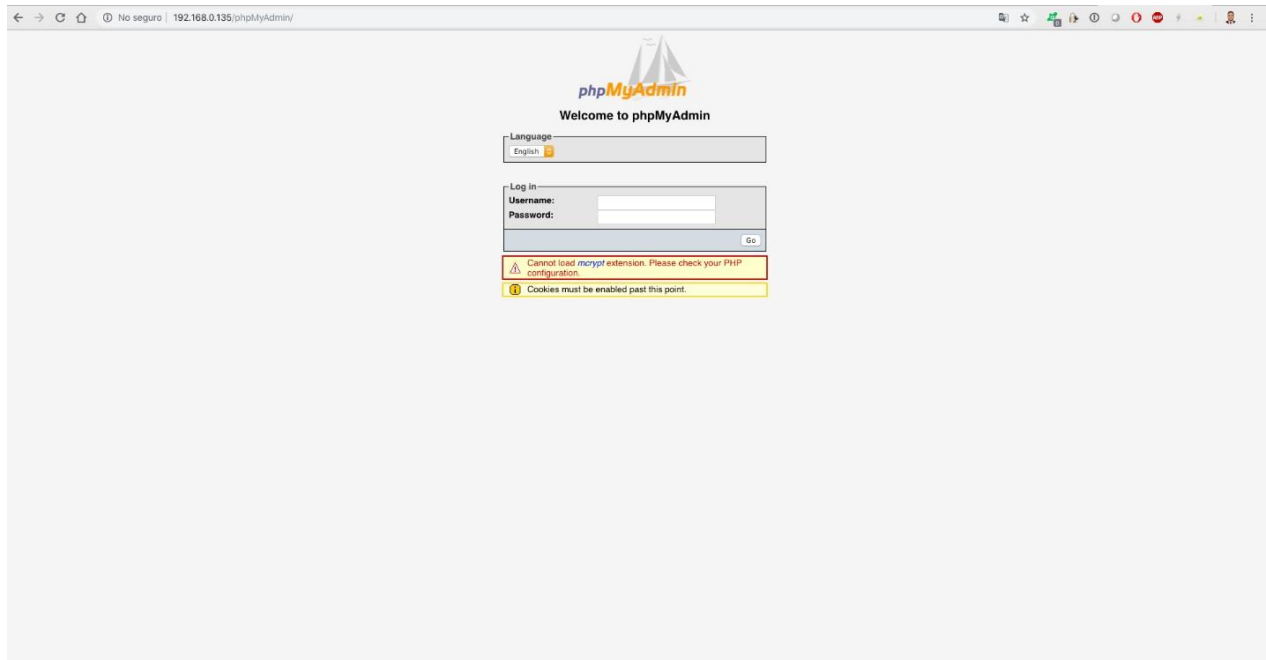 No seguro | 192.168.0.135/phpMyAdmin/
phpMyAdmin
Welcome to phpMyAdmin
Language
English
Log in
Username:
Password:
Go
Cannot load mcrypt extension. Please check your PHP
configuration.
Cookies must be enabled past this point.